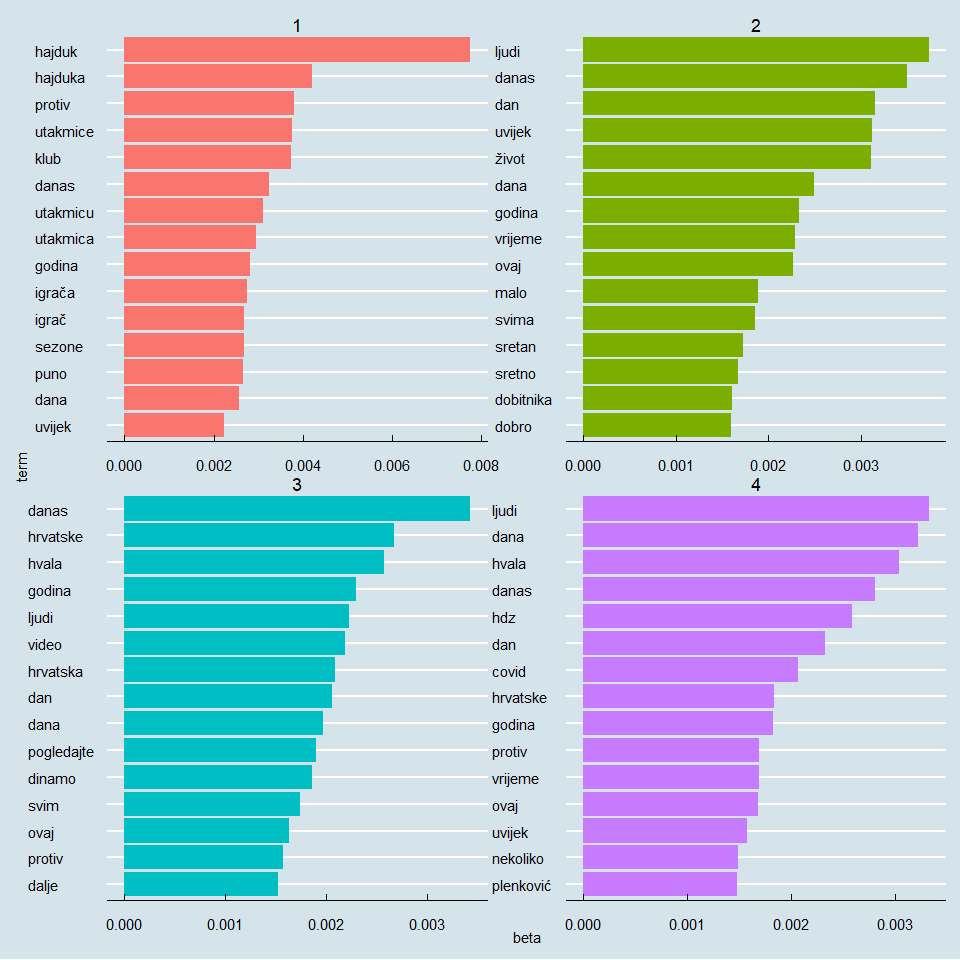 1
hajduk
hajduka
protiv
utakmice
klub
danas
utakmicu
utakmica
godina
igrača
igrač
sezone
puno
dana
uvijek
0.000 0.002 0.004 0.006 0.008
2
ljudi
danas
dan
uvijek
život
dana
godina
vrijeme
ovaj
malo
svima
sretan
sretno
dobitnika
dobro
0.000 0.001 0.002 0.003
term
3
danas
hrvatske
hvala
godina
ljudi
video
hrvatska
dan
dana
pogledajte
dinamo
svim
ovaj
protiv
dalje
0.000 0.001 0.002 0.003
4
ljudi
dana
hvala
danas
hdz
dan
covid
hrvatske
godina
protiv
vrijeme
ovaj
uvijek
nekoliko
plenković
0.000 0.001 0.002 0.003
beta